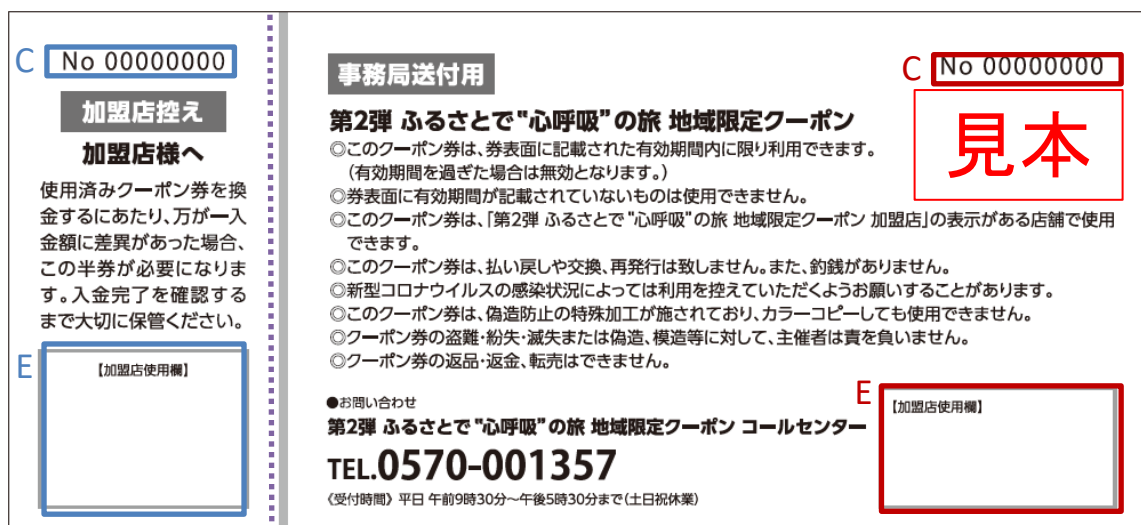 C No 00000000
加盟店控え
加盟店様へ
使用済みクーポン券を換
金するにあたり、万が一入
金額に差異があった場合、
この半券が必要になりま
す。入金完了を確認する
まで大切に保管ください。
E
【加盟店使用欄】
事務局送付用
C No 00000000
見本
第2弾 ふるさとで"心呼吸"の旅 地域限定クーポン
◎このクーポン券は、券表面に記載された有効期間内に限り利用できます。
(有効期間を過ぎた場合は無効となります。)
◎券表面に有効期間が記載されていないものは使用できません。
◎このクーポン券は、「第2弾 ふるさとで"心呼吸"の旅 地域限定クーポン 加盟店」の表示がある店舗で使用
できます。
◎このクーポン券は、払い戻しや交換、再発行は致しません。また、釣銭がありません。
◎新型コロナウイルスの感染状況によっては利用を控えていただくようお願いすることがあります。
◎このクーポン券は、偽造防止の特殊加工が施されており、カラーコピーしても使用できません。
◎クーポン券の盗難・紛失・滅失または偽造、模造等に対して、主催者は責を負いません。
◎クーポン券の返品・返金、転売はできません。
●お問い合わせ
第2弾 ふるさとで"心呼吸"の旅 地域限定クーポン コールセンター
TEL.0570-001357
《受付時間》 平日 午前9時30分~午後5時30分まで(土日祝休業)
E
【加盟店使用欄】